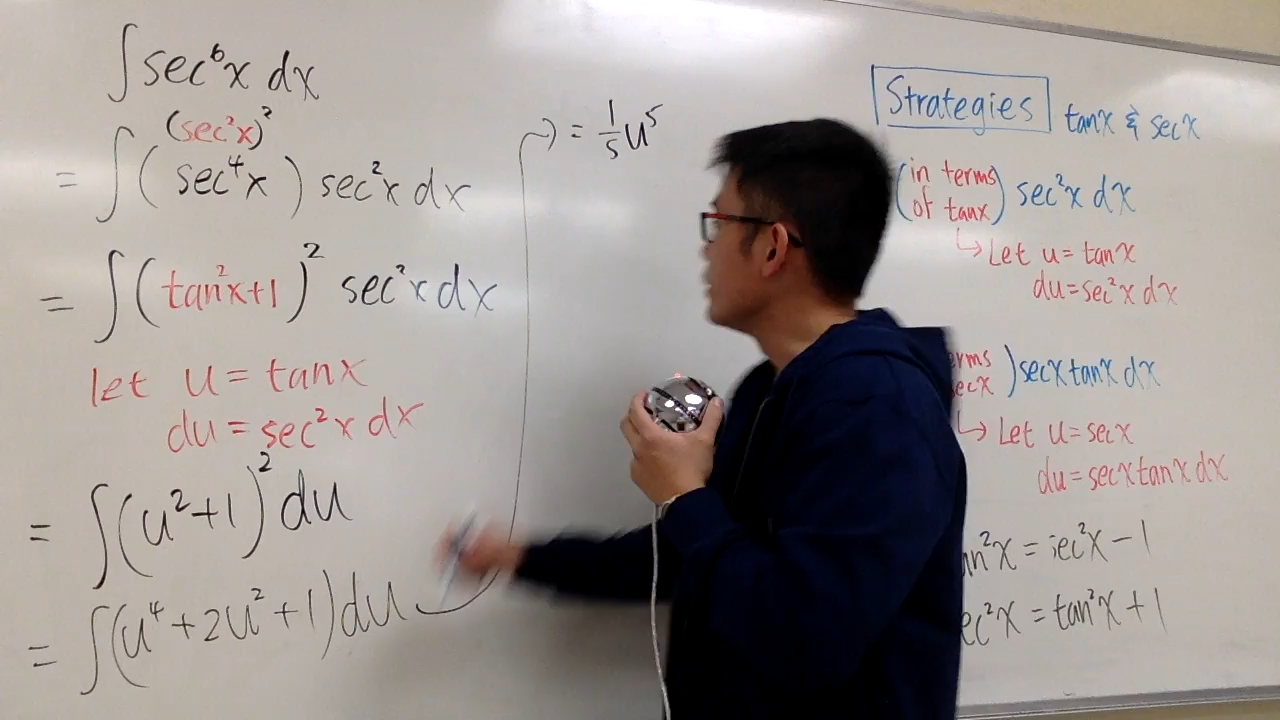 ∫ sec⁶x dx
(sec²x)²
= ∫ ( sec⁴x ) sec²x dx
= ∫ (tan²x+1)² sec²x dx
let u = tanx
du = sec²x dx
= ∫ (u²+1)² du
= ∫ (u⁴+2u²+1) du
= 1/5 u⁵
Strategies tanx & secx
(in terms of tanx) sec²x dx
↳ Let u = tanx
du = sec²x dx
) secx tanx dx
↳ Let u = secx
du = secx tanx dx
n²x = sec²x − 1
ec²x = tan²x + 1